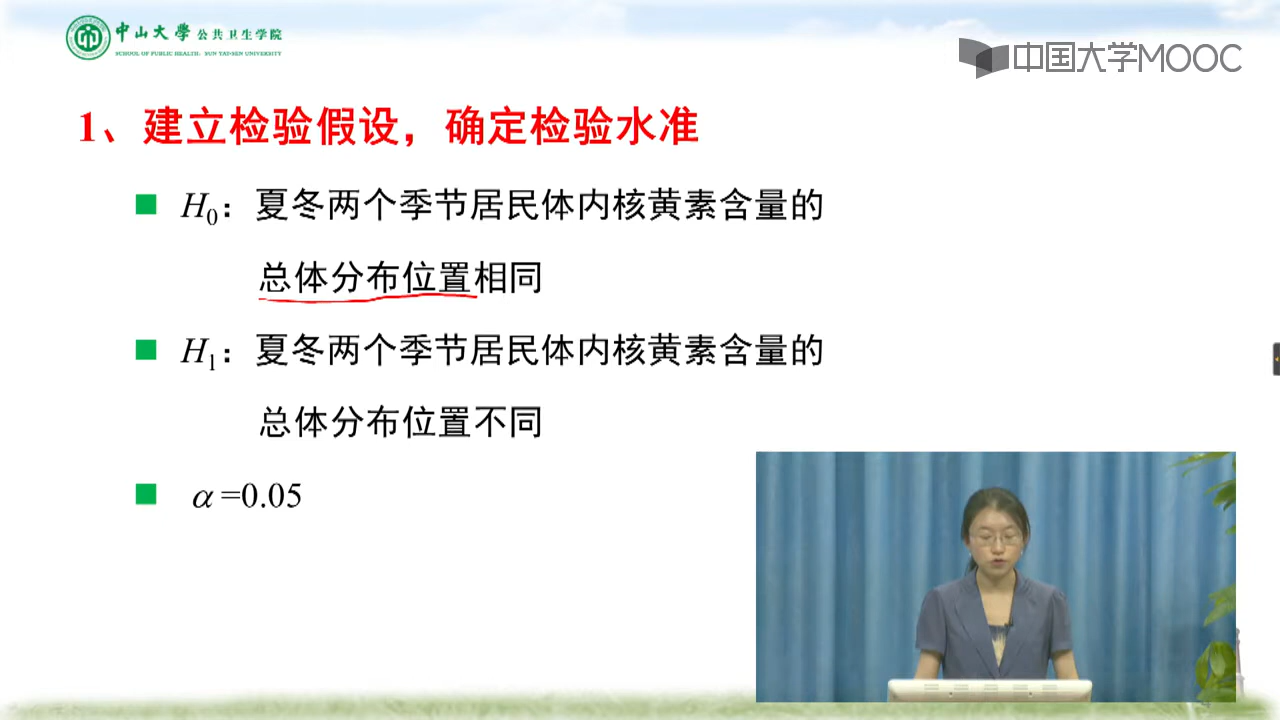 中山大学 公共卫生学院
SCHOOL OF PUBLIC HEALTH, SUN YAT-SEN UNIVERSITY
中国大学MOOC
1、建立检验假设，确定检验水准
H0：夏冬两个季节居民体内核黄素含量的
总体分布位置相同
H1：夏冬两个季节居民体内核黄素含量的
总体分布位置不同
α=0.05